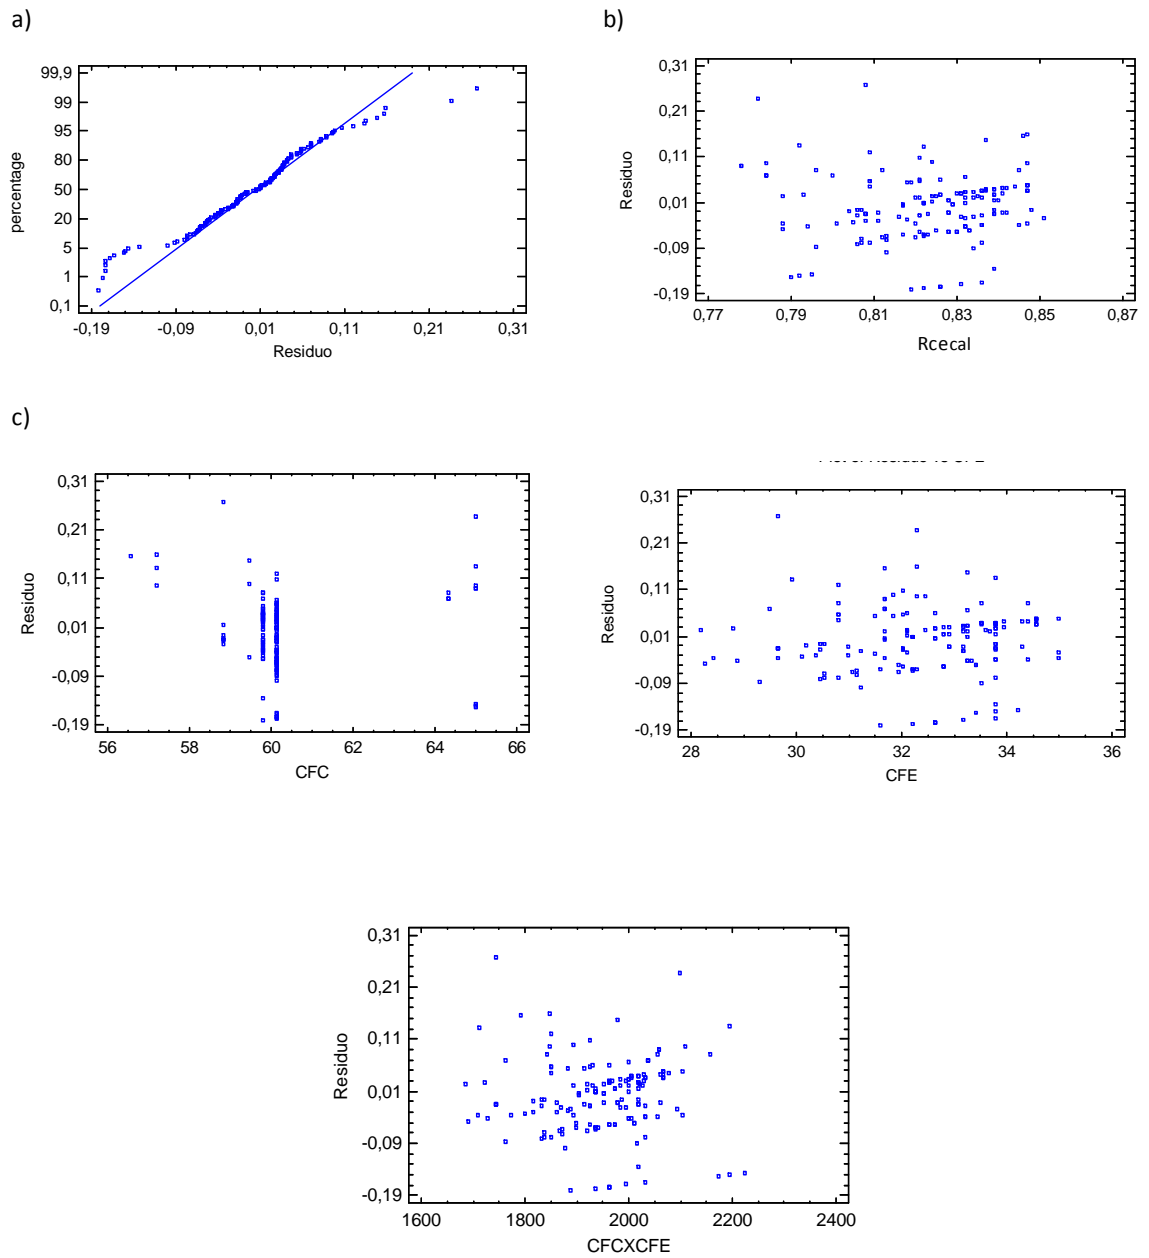 a)
b)
99,9
99
95
80
50
20
5
1
0,1
percentage
-0,19 -0,09 0,01 0,11 0,21 0,31
Residuo
0,31
0,21
0,11
0,01
-0,09
-0,19
Residuo
0,77 0,79 0,81 0,83 0,85 0,87
Rcecal
c)
0,31
0,21
0,11
0,01
-0,09
-0,19
Residuo
56 58 60 62 64 66
CFC
0,31
0,21
0,11
0,01
-0,09
-0,19
Residuo
28 30 32 34 36
CFE
0,31
0,21
0,11
0,01
-0,09
-0,19
Residuo
1600 1800 2000 2200 2400
CFCXCFE